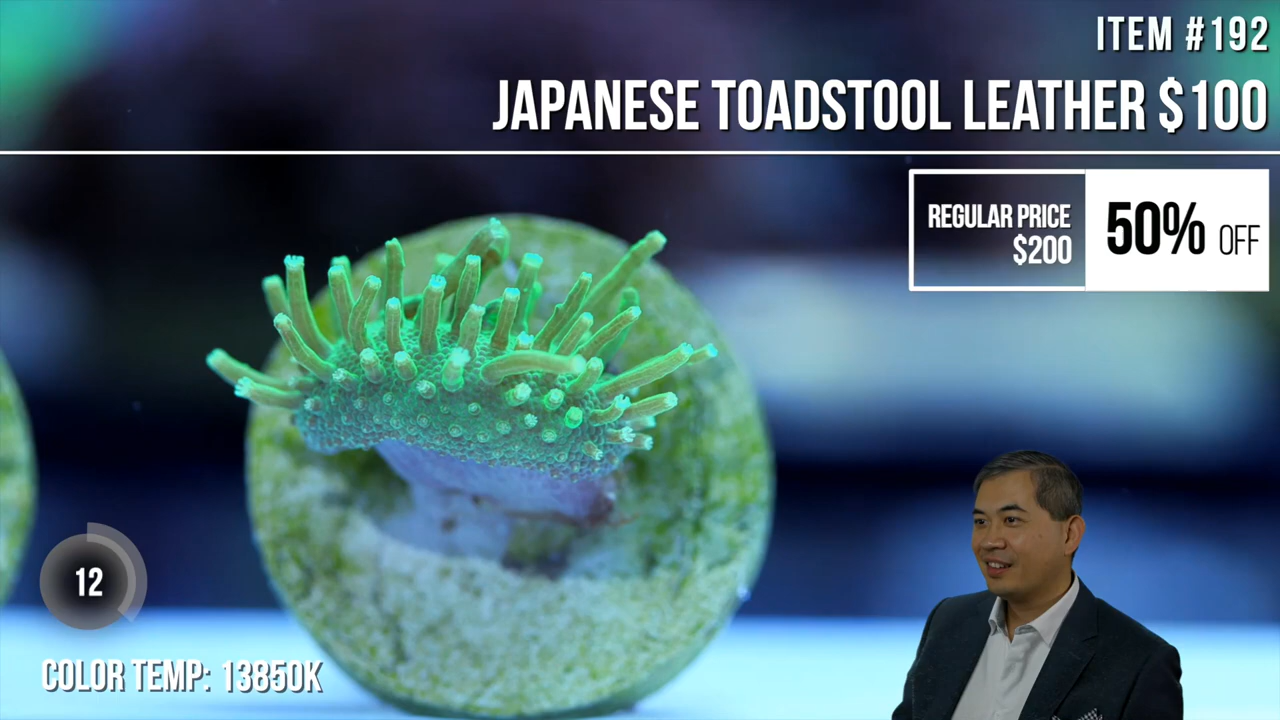 ITEM #192
JAPANESE TOADSTOOL LEATHER $100
REGULAR PRICE
$200
50% OFF
12
COLOR TEMP: 13850K